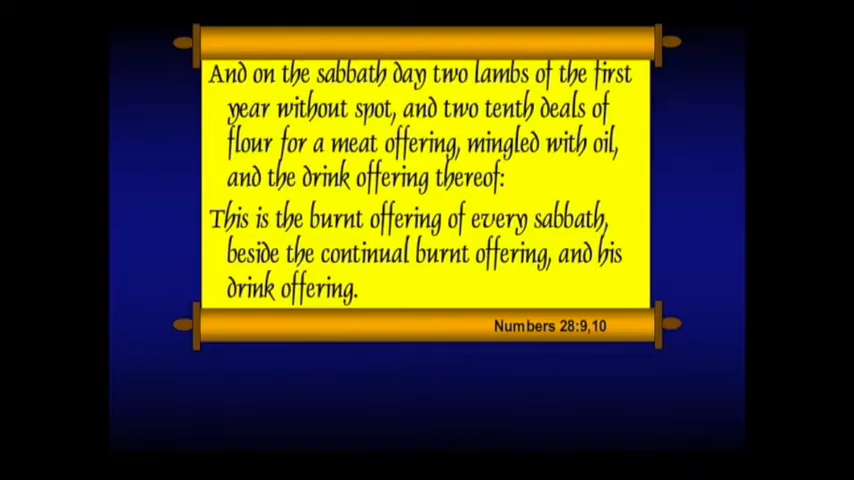 And on the sabbath day two lambs of the first
year without spot, and two tenth deals of
flour for a meat offering, mingled with oil,
and the drink offering thereof:
This is the burnt offering of every sabbath,
beside the continual burnt offering, and his
drink offering.
Numbers 28:9,10